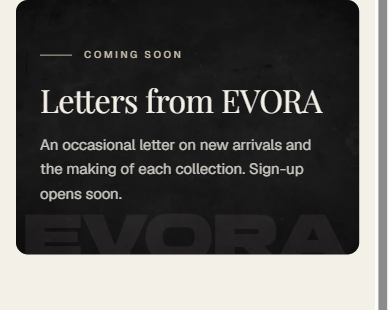 COMING SOON
Letters from EVORA
An occasional letter on new arrivals and
the making of each collection. Sign-up
opens soon.
EVORA